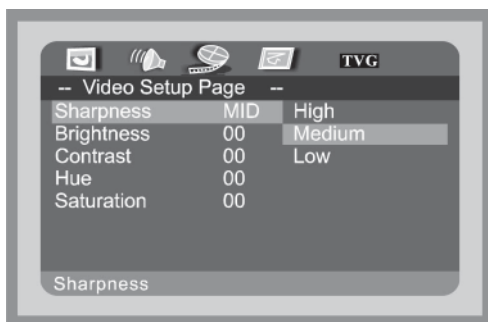 TVG
-- Video Setup Page --
Sharpness MID High
Brightness 00 Medium
Contrast 00 Low
Hue 00
Saturation 00
Sharpness